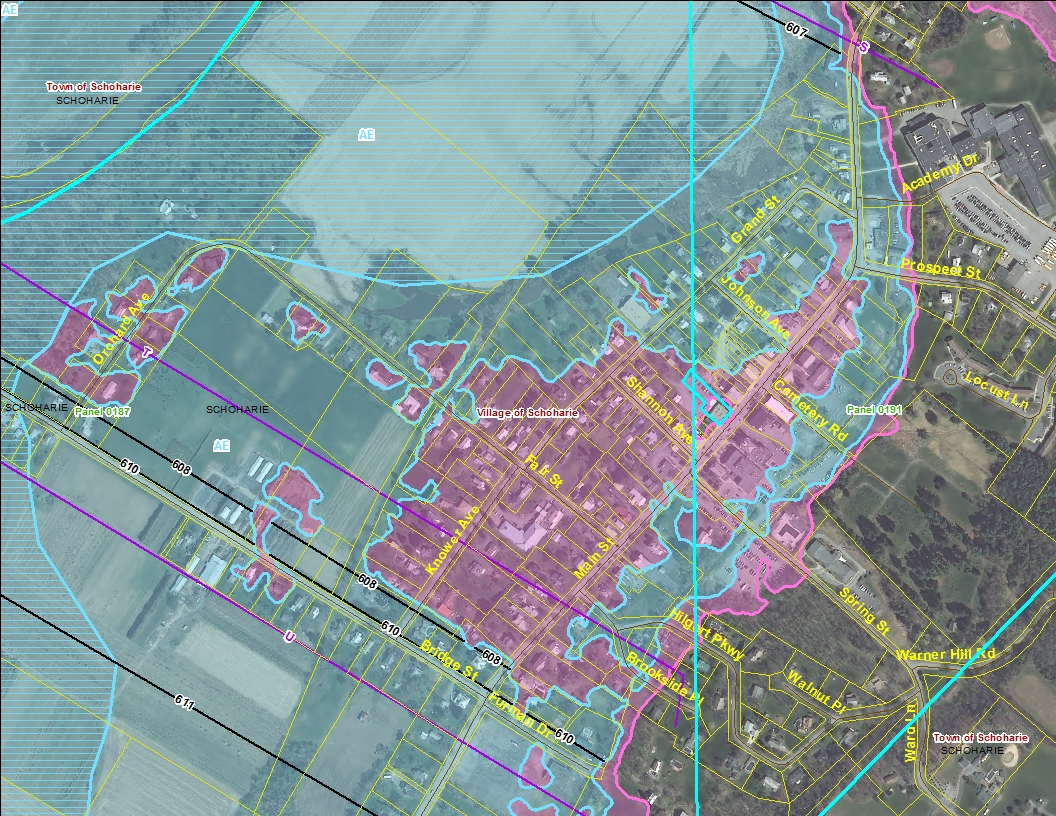 AE
607
S
Town of Schoharie
SCHOHARIE
AE
Academy Dr
Grand St
Prospect St
Johnson Ave
Orchard Ave
T
Locust Ln
Shannon Ave
Cemetery Rd
SCHOHARIE
Panel 0187
SCHOHARIE
Village of Schoharie
Panel 0191
AE
610
608
Fair St
Knower Ave
Main St
608
Spring St
610
U
Hilgert Pkwy
Bridge St
608
Brookside Pl
Warner Hill Rd
Walnut Pl
611
Furman Dr
610
Ward Ln
Town of Schoharie
SCHOHARIE